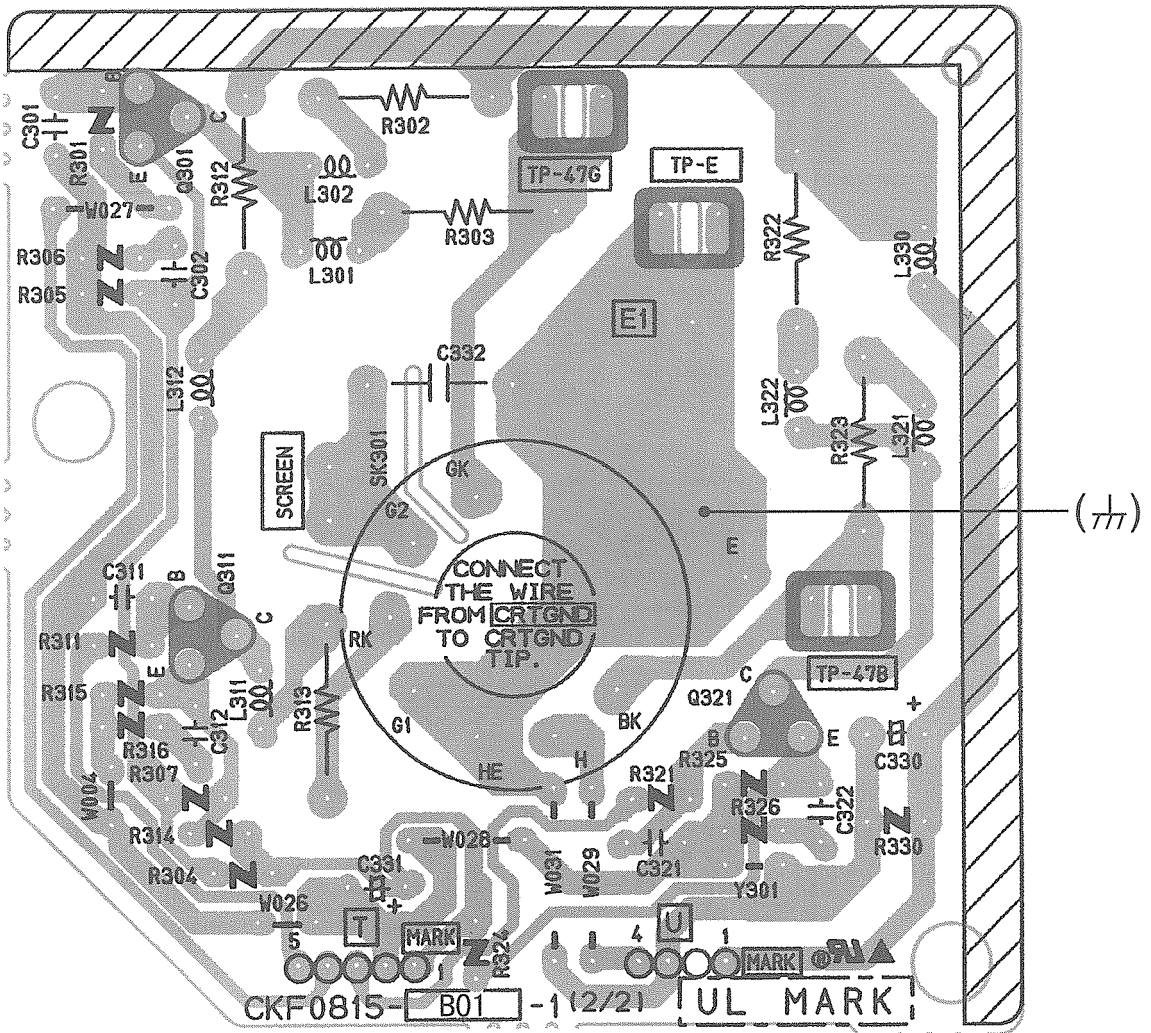 B
C301
R302
C
R301
E
Q301
R312
L302
TP-47G
TP-E
W027
R303
R322
R306
C302
L301
L330
R305
E1
C332
L312
L322
R323
L321
SK301
GK
SCREEN
G2
E
C311
B
Q311
CONNECT
THE WIRE
FROM CRTGND
TO CRTGND
TIP.
C
R311
RK
E
TP-47B
R315
L311
R313
C
Q321
+
G1
BK
C312
B
E
R316
R325
C330
R307
HE
H
R321
W004
R326
C322
R314
W028
C321
R330
R304
C331
W031
W029
Y301
W026
+
5
T
MARK
1
R324
4
U
1
MARK
®
CKF0815-B01-1(2/2)
UL MARK